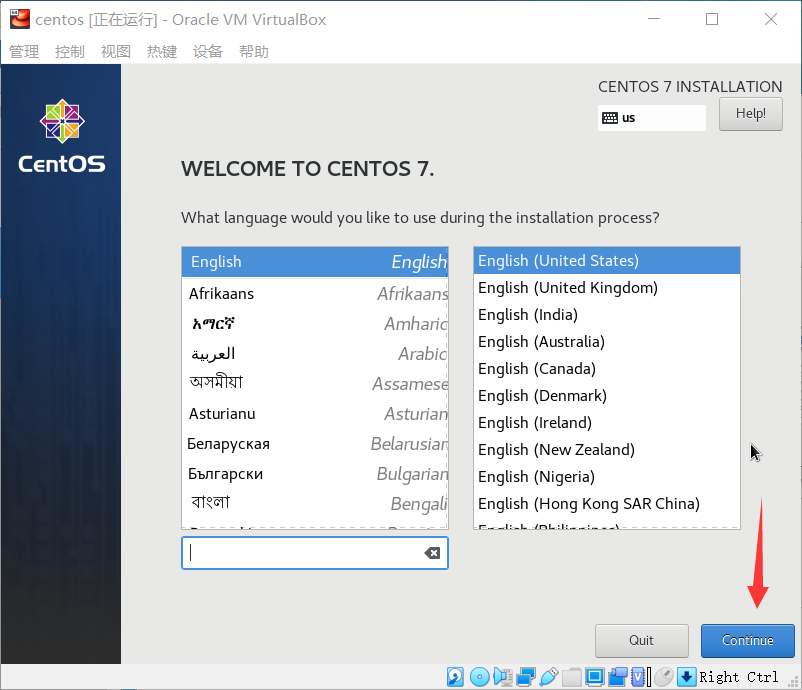 centos [正在运行] - Oracle VM VirtualBox
管理 控制 视图 热键 设备 帮助
CentOS
CENTOS 7 INSTALLATION
us
Help!
WELCOME TO CENTOS 7.
What language would you like to use during the installation process?
English English
Afrikaans Afrikaans
አማርኛ Amharic
العربية Arabic
অসমীয়া Assamese
Asturianu Asturian
Беларуская Belarusian
Български Bulgarian
বাংলা Bengali
English (United States)
English (United Kingdom)
English (India)
English (Australia)
English (Canada)
English (Denmark)
English (Ireland)
English (New Zealand)
English (Nigeria)
English (Hong Kong SAR China)
English (Philippines)
Quit
Continue
Right Ctrl